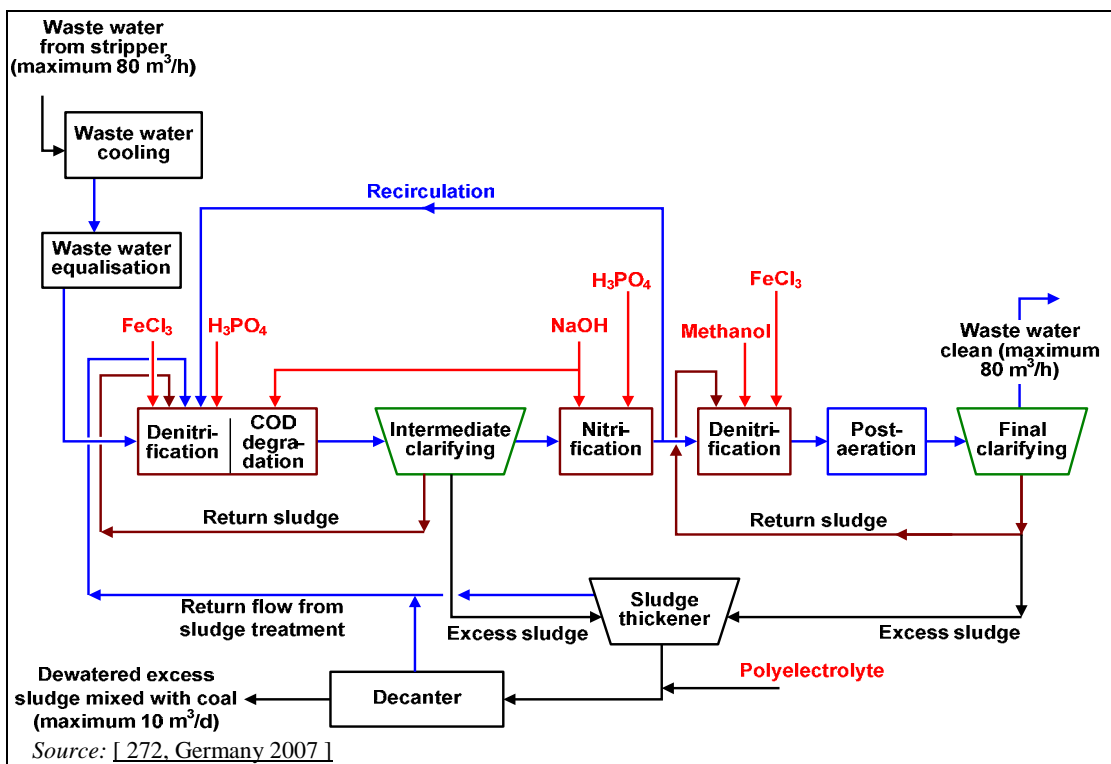 Waste water
from stripper
(maximum 80 m³/h)
Waste water
cooling
Recirculation
Waste water
equalisation
H₃PO₄
FeCl₃
FeCl₃
H₃PO₄
NaOH
Methanol
Waste water
clean (maximum
80 m³/h)
Denitri-
fication
COD
degra-
dation
Intermediate
clarifying
Nitri-
fication
Denitri-
fication
Post-
aeration
Final
clarifying
Return sludge
Return sludge
Return flow from
sludge treatment
Excess sludge
Sludge
thickener
Excess sludge
Polyelectrolyte
Dewatered excess
sludge mixed with coal
(maximum 10 m³/d)
Decanter
Source: [ 272, Germany 2007 ]